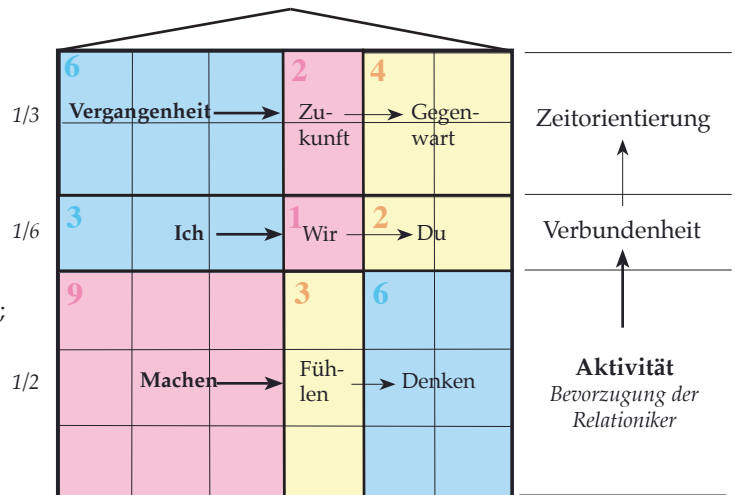 6 2 4
1/3 Vergangenheit Zu- Gegen- Zeitorientierung
kunft wart
3 1 2
1/6 Ich Wir Du Verbundenheit
9 3 6
;
1/2 Machen Füh- Denken Aktivität
len Bevorzugung der
Relationiker